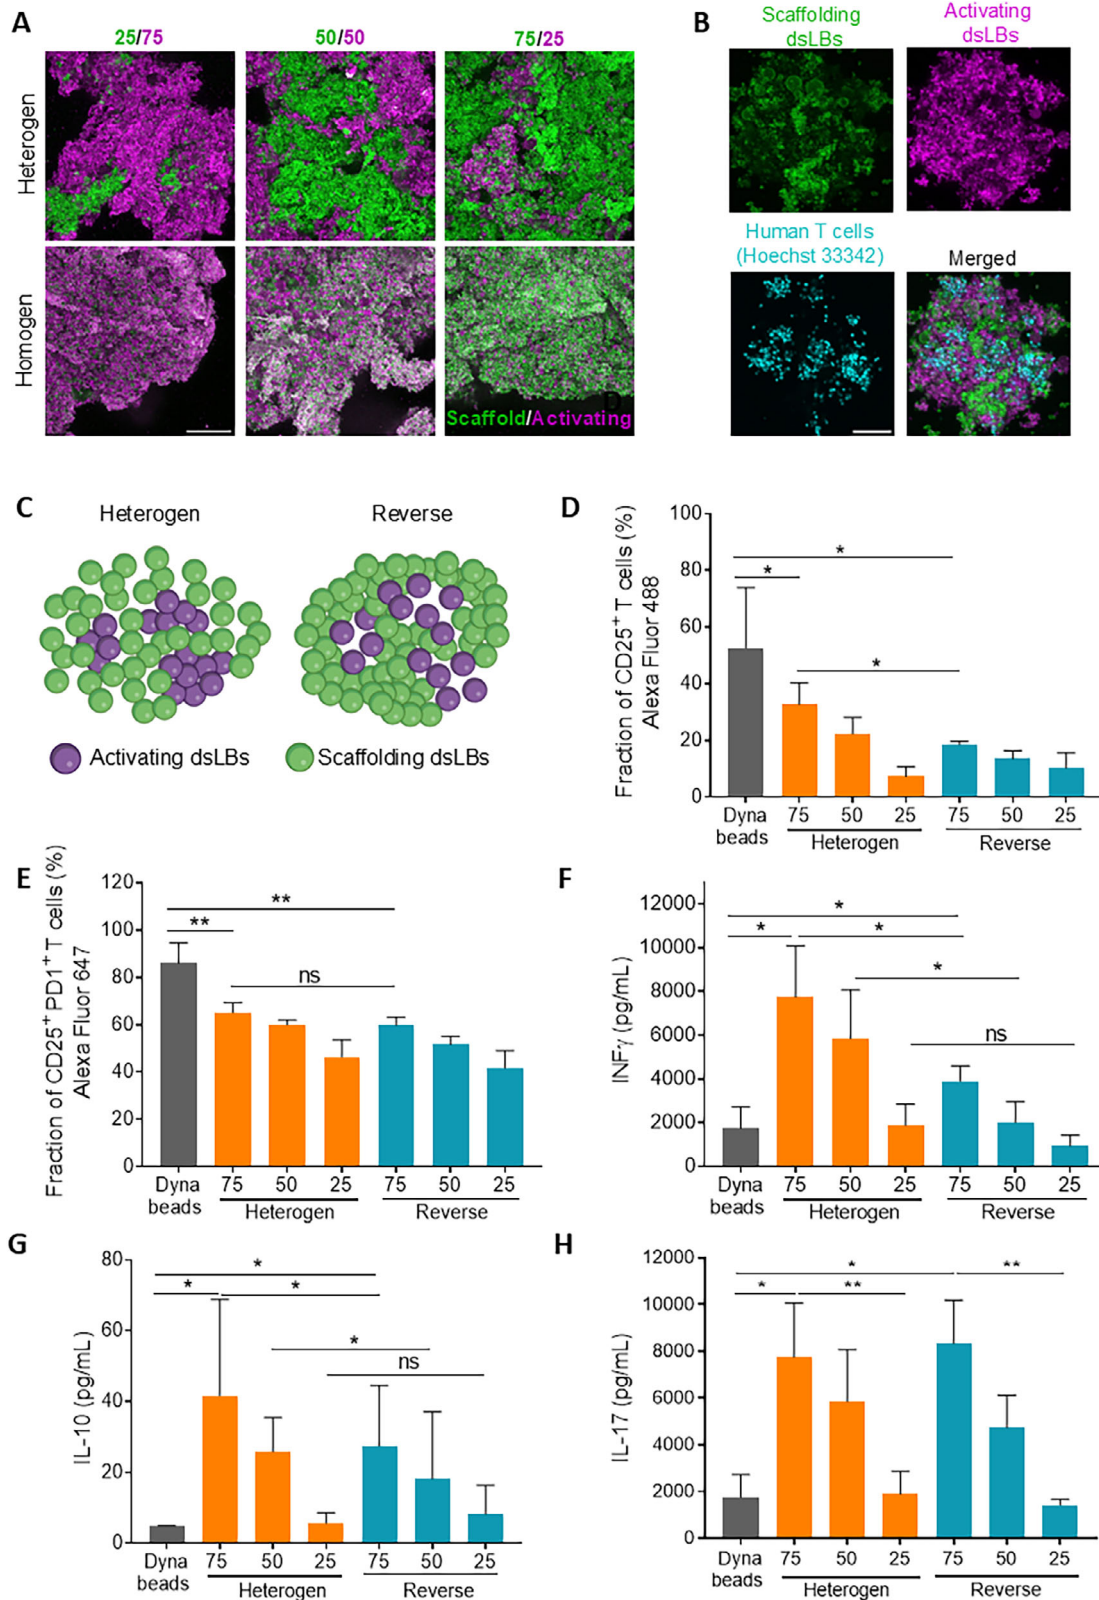 A
25/75
50/50
75/25
Heterogen
Homogen
D
Scaffold/Activating
B
Scaffolding
dsLBs
Activating
dsLBs
Human T cells
(Hoechst 33342)
Merged
C
Heterogen
Reverse
Activating dsLBs
Scaffolding dsLBs
D
Fraction of CD25⁺ T cells (%)
Alexa Fluor 488
100
80
60
40
20
0
*
*
*
Dyna
beads
75
50
25
75
50
25
Heterogen
Reverse
E
Fraction of CD25⁺ PD1⁺ T cells (%)
Alexa Fluor 647
120
100
80
60
40
20
0
**
**
ns
Dyna
beads
75
50
25
75
50
25
Heterogen
Reverse
F
INFγ (pg/mL)
12000
10000
8000
6000
4000
2000
0
*
*
*
*
ns
Dyna
beads
75
50
25
75
50
25
Heterogen
Reverse
G
IL-10 (pg/mL)
80
60
40
20
0
*
*
*
*
ns
Dyna
beads
75
50
25
75
50
25
Heterogen
Reverse
H
IL-17 (pg/mL)
12000
10000
8000
6000
4000
2000
0
*
**
*
**
Dyna
beads
75
50
25
75
50
25
Heterogen
Reverse